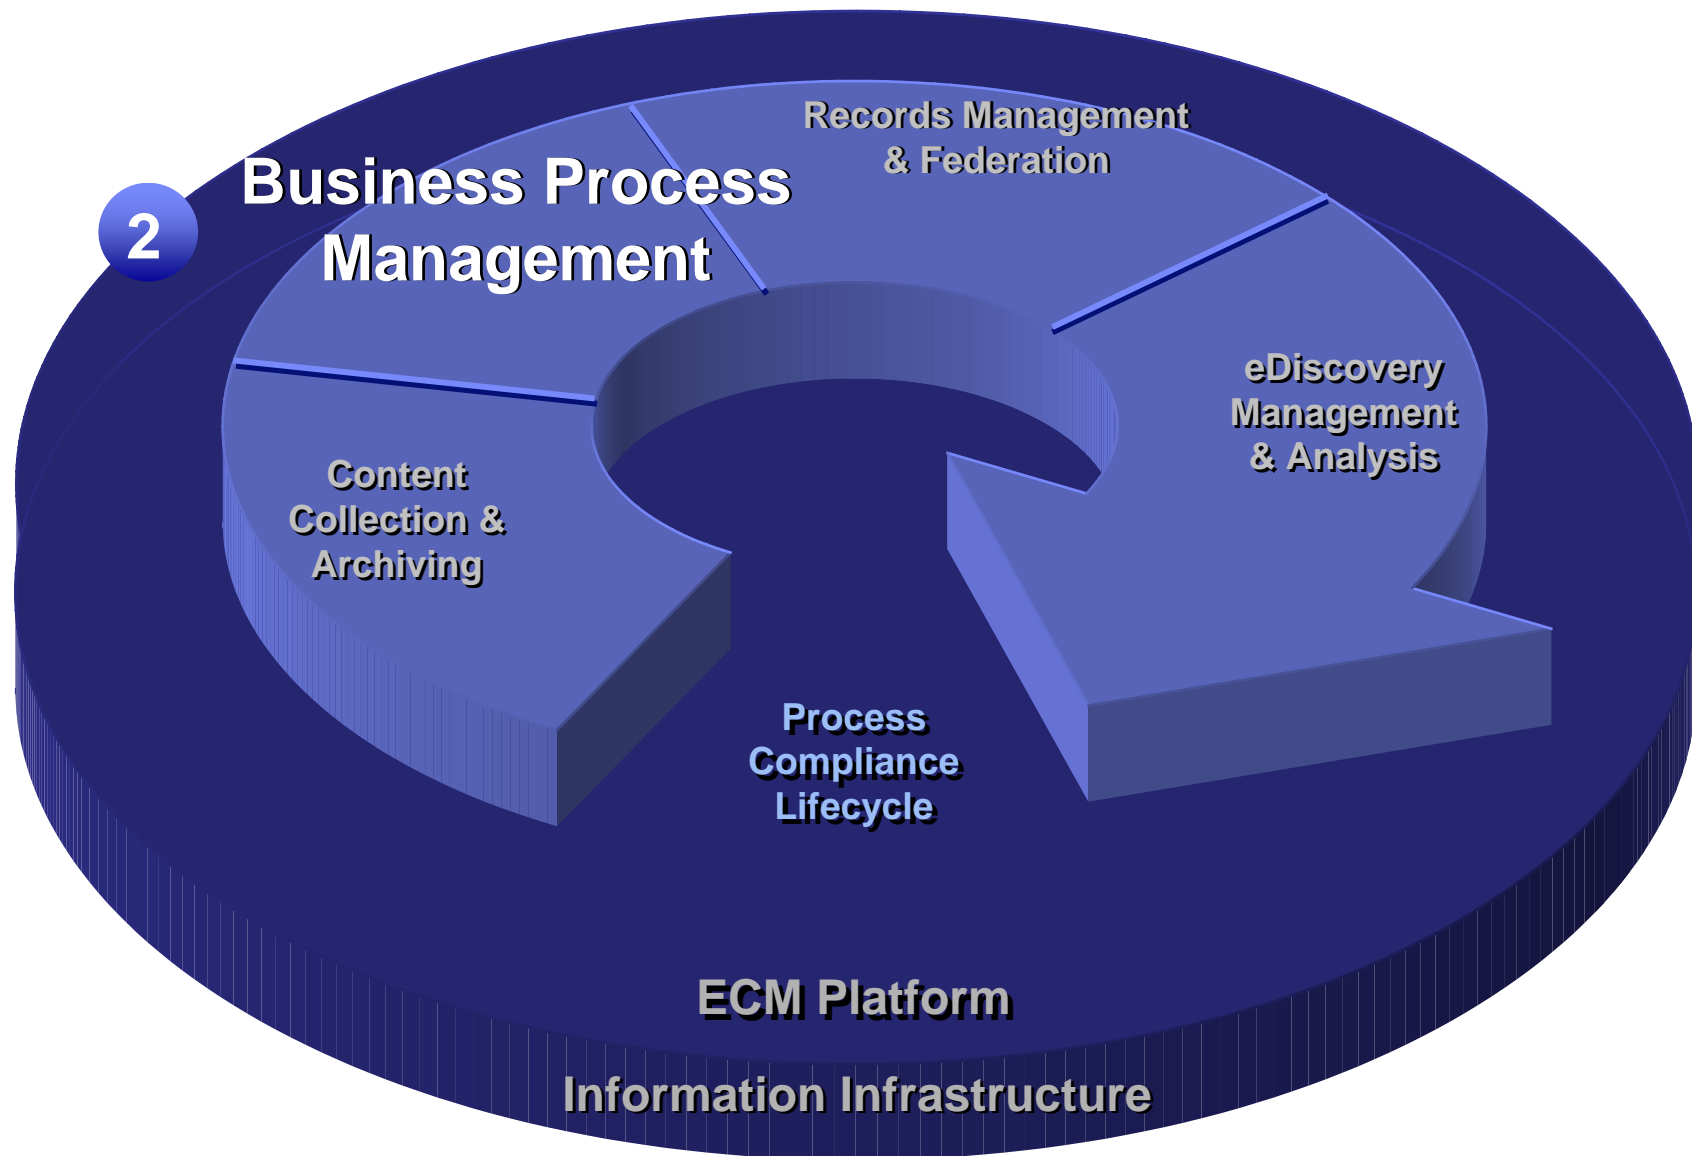 Records Management
& Federation
2
Business Process
Management
eDiscovery
Management
& Analysis
Content
Collection &
Archiving
Process
Compliance
Lifecycle
ECM Platform
Information Infrastructure